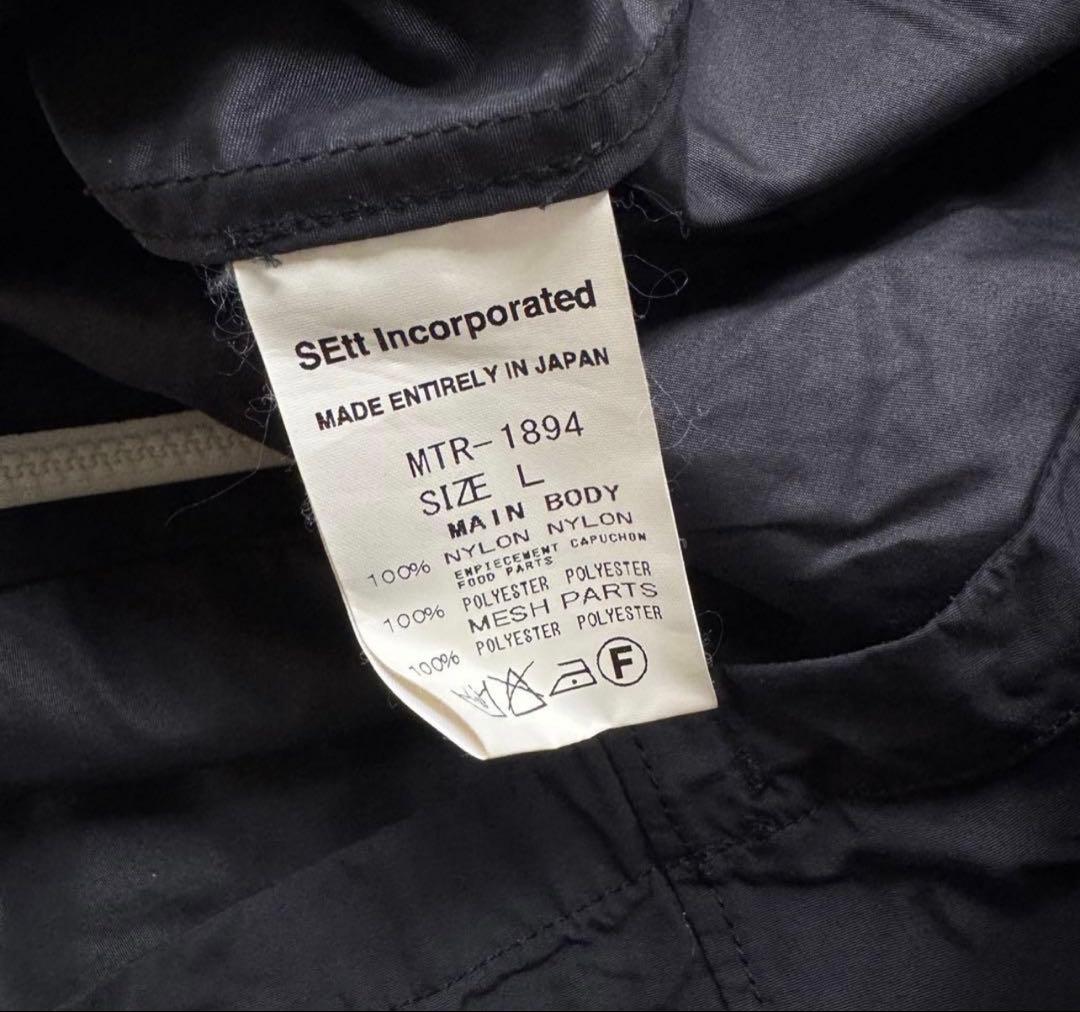 SEtt Incorporated
MADE ENTIRELY IN JAPAN
MTR-1894
SIZE L
MAIN BODY
100% NYLON NYLON
EMPIECEMENT CAPUCHON
FOOD PARTS
100% POLYESTER POLYESTER
MESH PARTS
100% POLYESTER POLYESTER
F